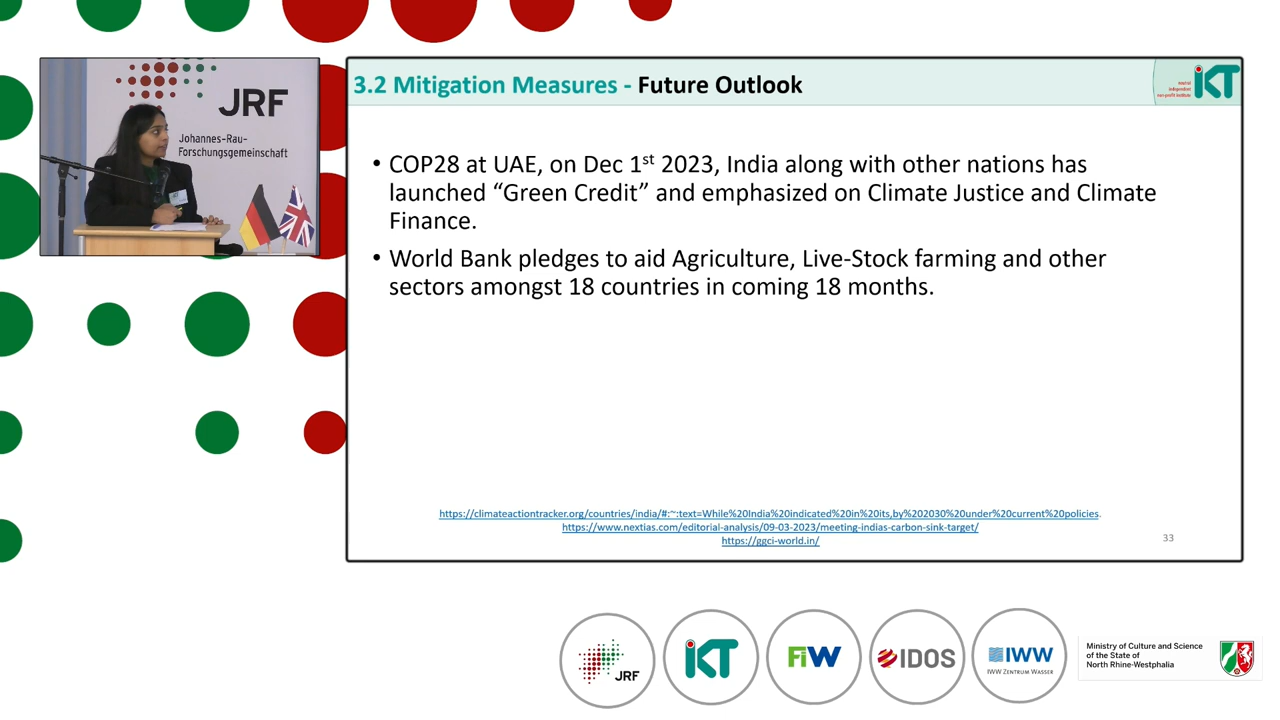 JRF
Johannes-Rau-
Forschungsgemeinschaft
3.2 Mitigation Measures - Future Outlook
iKT
• COP28 at UAE, on Dec 1st 2023, India along with other nations has
launched “Green Credit” and emphasized on Climate Justice and Climate
Finance.
• World Bank pledges to aid Agriculture, Live-Stock farming and other
sectors amongst 18 countries in coming 18 months.
https://climateactiontracker.org/countries/india/#:~:text=While%20India%20indicated%20in%20its,by%202030%20under%20current%20policies.
https://www.nextias.com/editorial-analysis/09-03-2023/meeting-indias-carbon-sink-target/
https://ggci-world.in/
33
JRF
iKT
FiW
IDOS
IWW
IWW ZENTRUM WASSER
Ministry of Culture and Science
of the State of
North Rhine-Westphalia